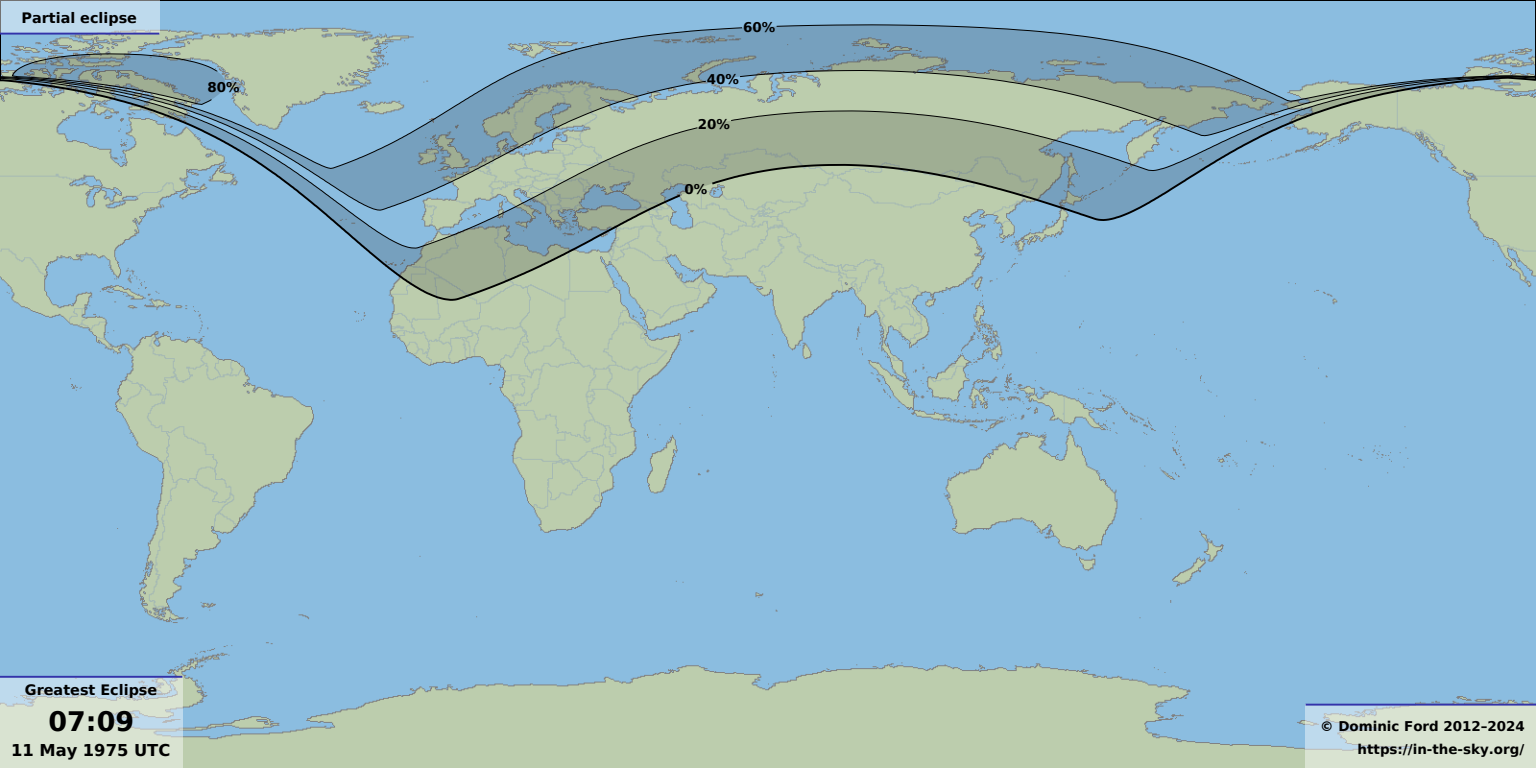 Partial eclipse
60%
40%
80%
20%
0%
Greatest Eclipse
07:09
11 May 1975 UTC
© Dominic Ford 2012–2024
https://in-the-sky.org/